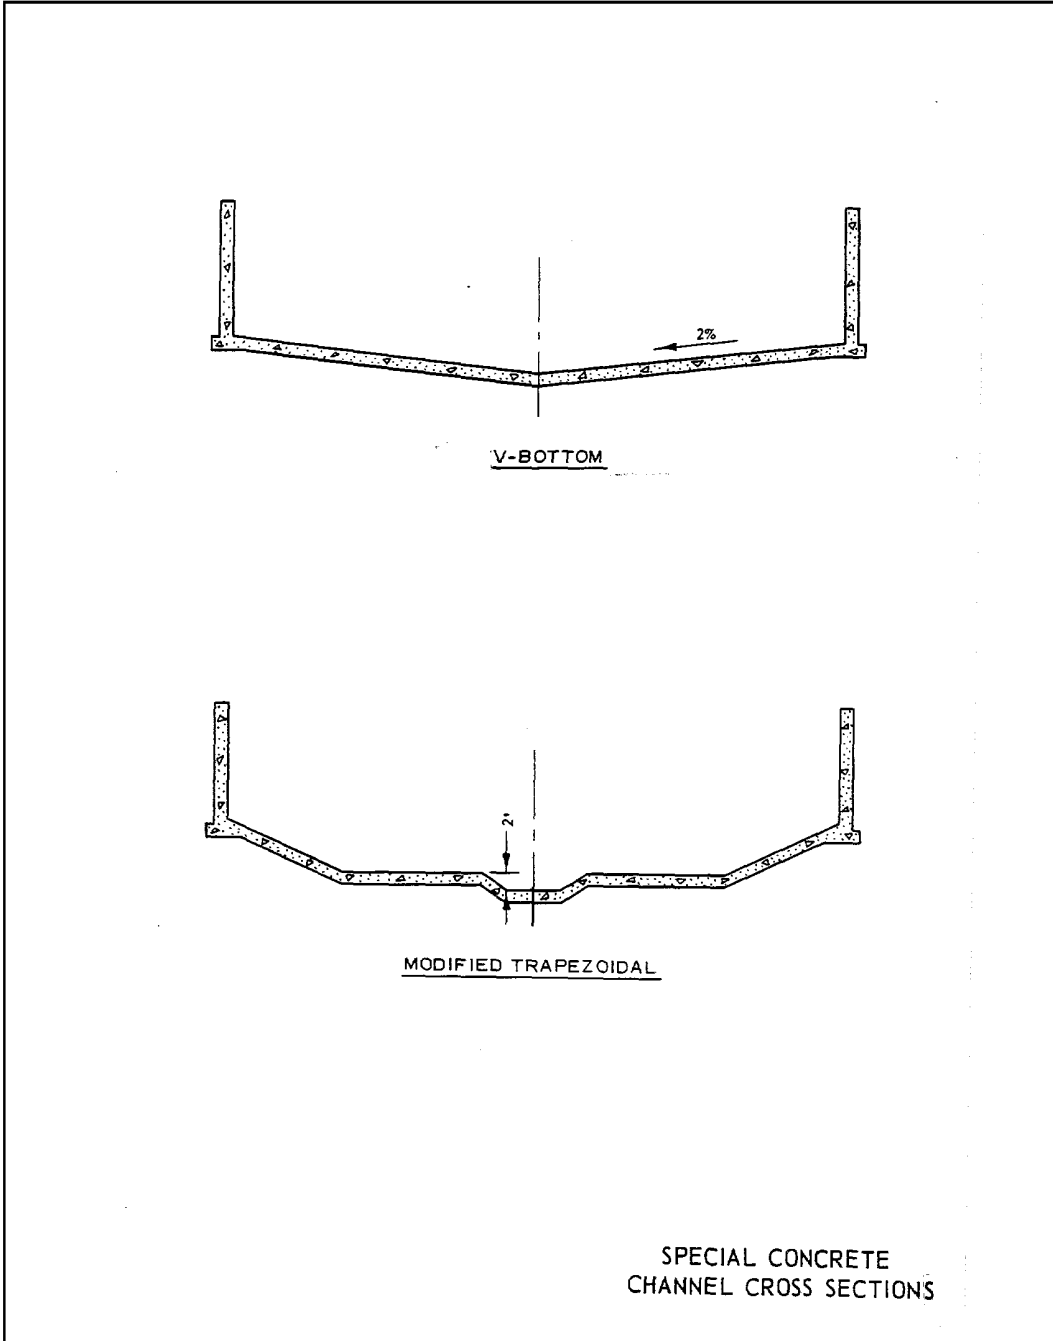 2%
V-BOTTOM
2'
MODIFIED TRAPEZOIDAL
SPECIAL CONCRETE
CHANNEL CROSS SECTIONS